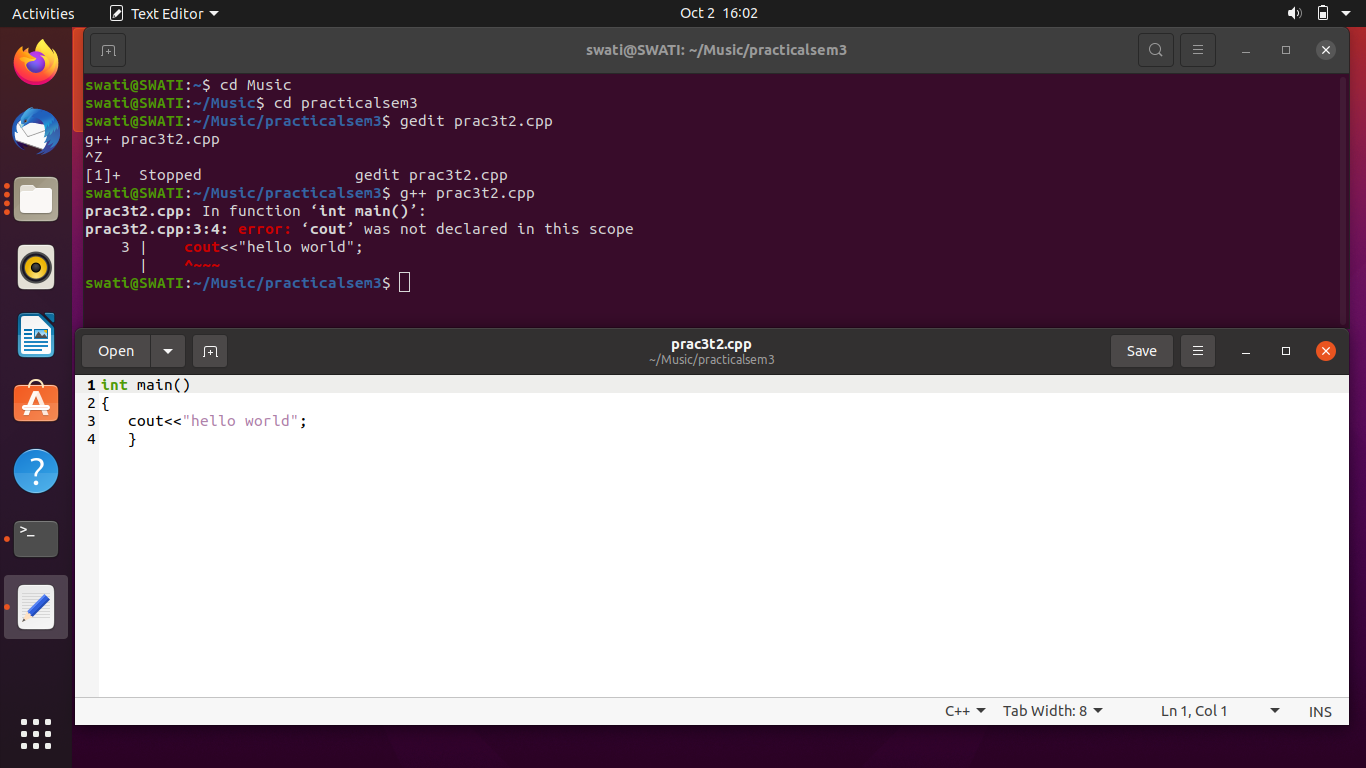 Activities Text Editor Oct 2 16:02
swati@SWATI: ~/Music/practicalsem3
swati@SWATI:~$ cd Music
swati@SWATI:~/Music$ cd practicalsem3
swati@SWATI:~/Music/practicalsem3$ gedit prac3t2.cpp
g++ prac3t2.cpp
^Z
[1]+  Stopped                 gedit prac3t2.cpp
swati@SWATI:~/Music/practicalsem3$ g++ prac3t2.cpp
prac3t2.cpp: In function ‘int main()’:
prac3t2.cpp:3:4: error: ‘cout’ was not declared in this scope
    3 |    cout<<"hello world";
      |    ^~~~
swati@SWATI:~/Music/practicalsem3$
Open prac3t2.cpp Save
~/Music/practicalsem3
1 int main()
2 {
3    cout<<"hello world";
4    }
C++ Tab Width: 8 Ln 1, Col 1 INS